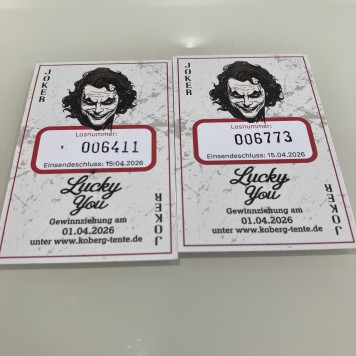 JOKER
Losnummer:
006411
Einsendeschluss: 15.04.2026
Lucky
You
Gewinnziehung am
01.04.2026
unter www.koberg-tente.de
JOKER
JOKER
Losnummer:
006773
Einsendeschluss: 15.04.2026
Lucky
You
Gewinnziehung am
01.04.2026
unter www.koberg-tente.de
JOKER